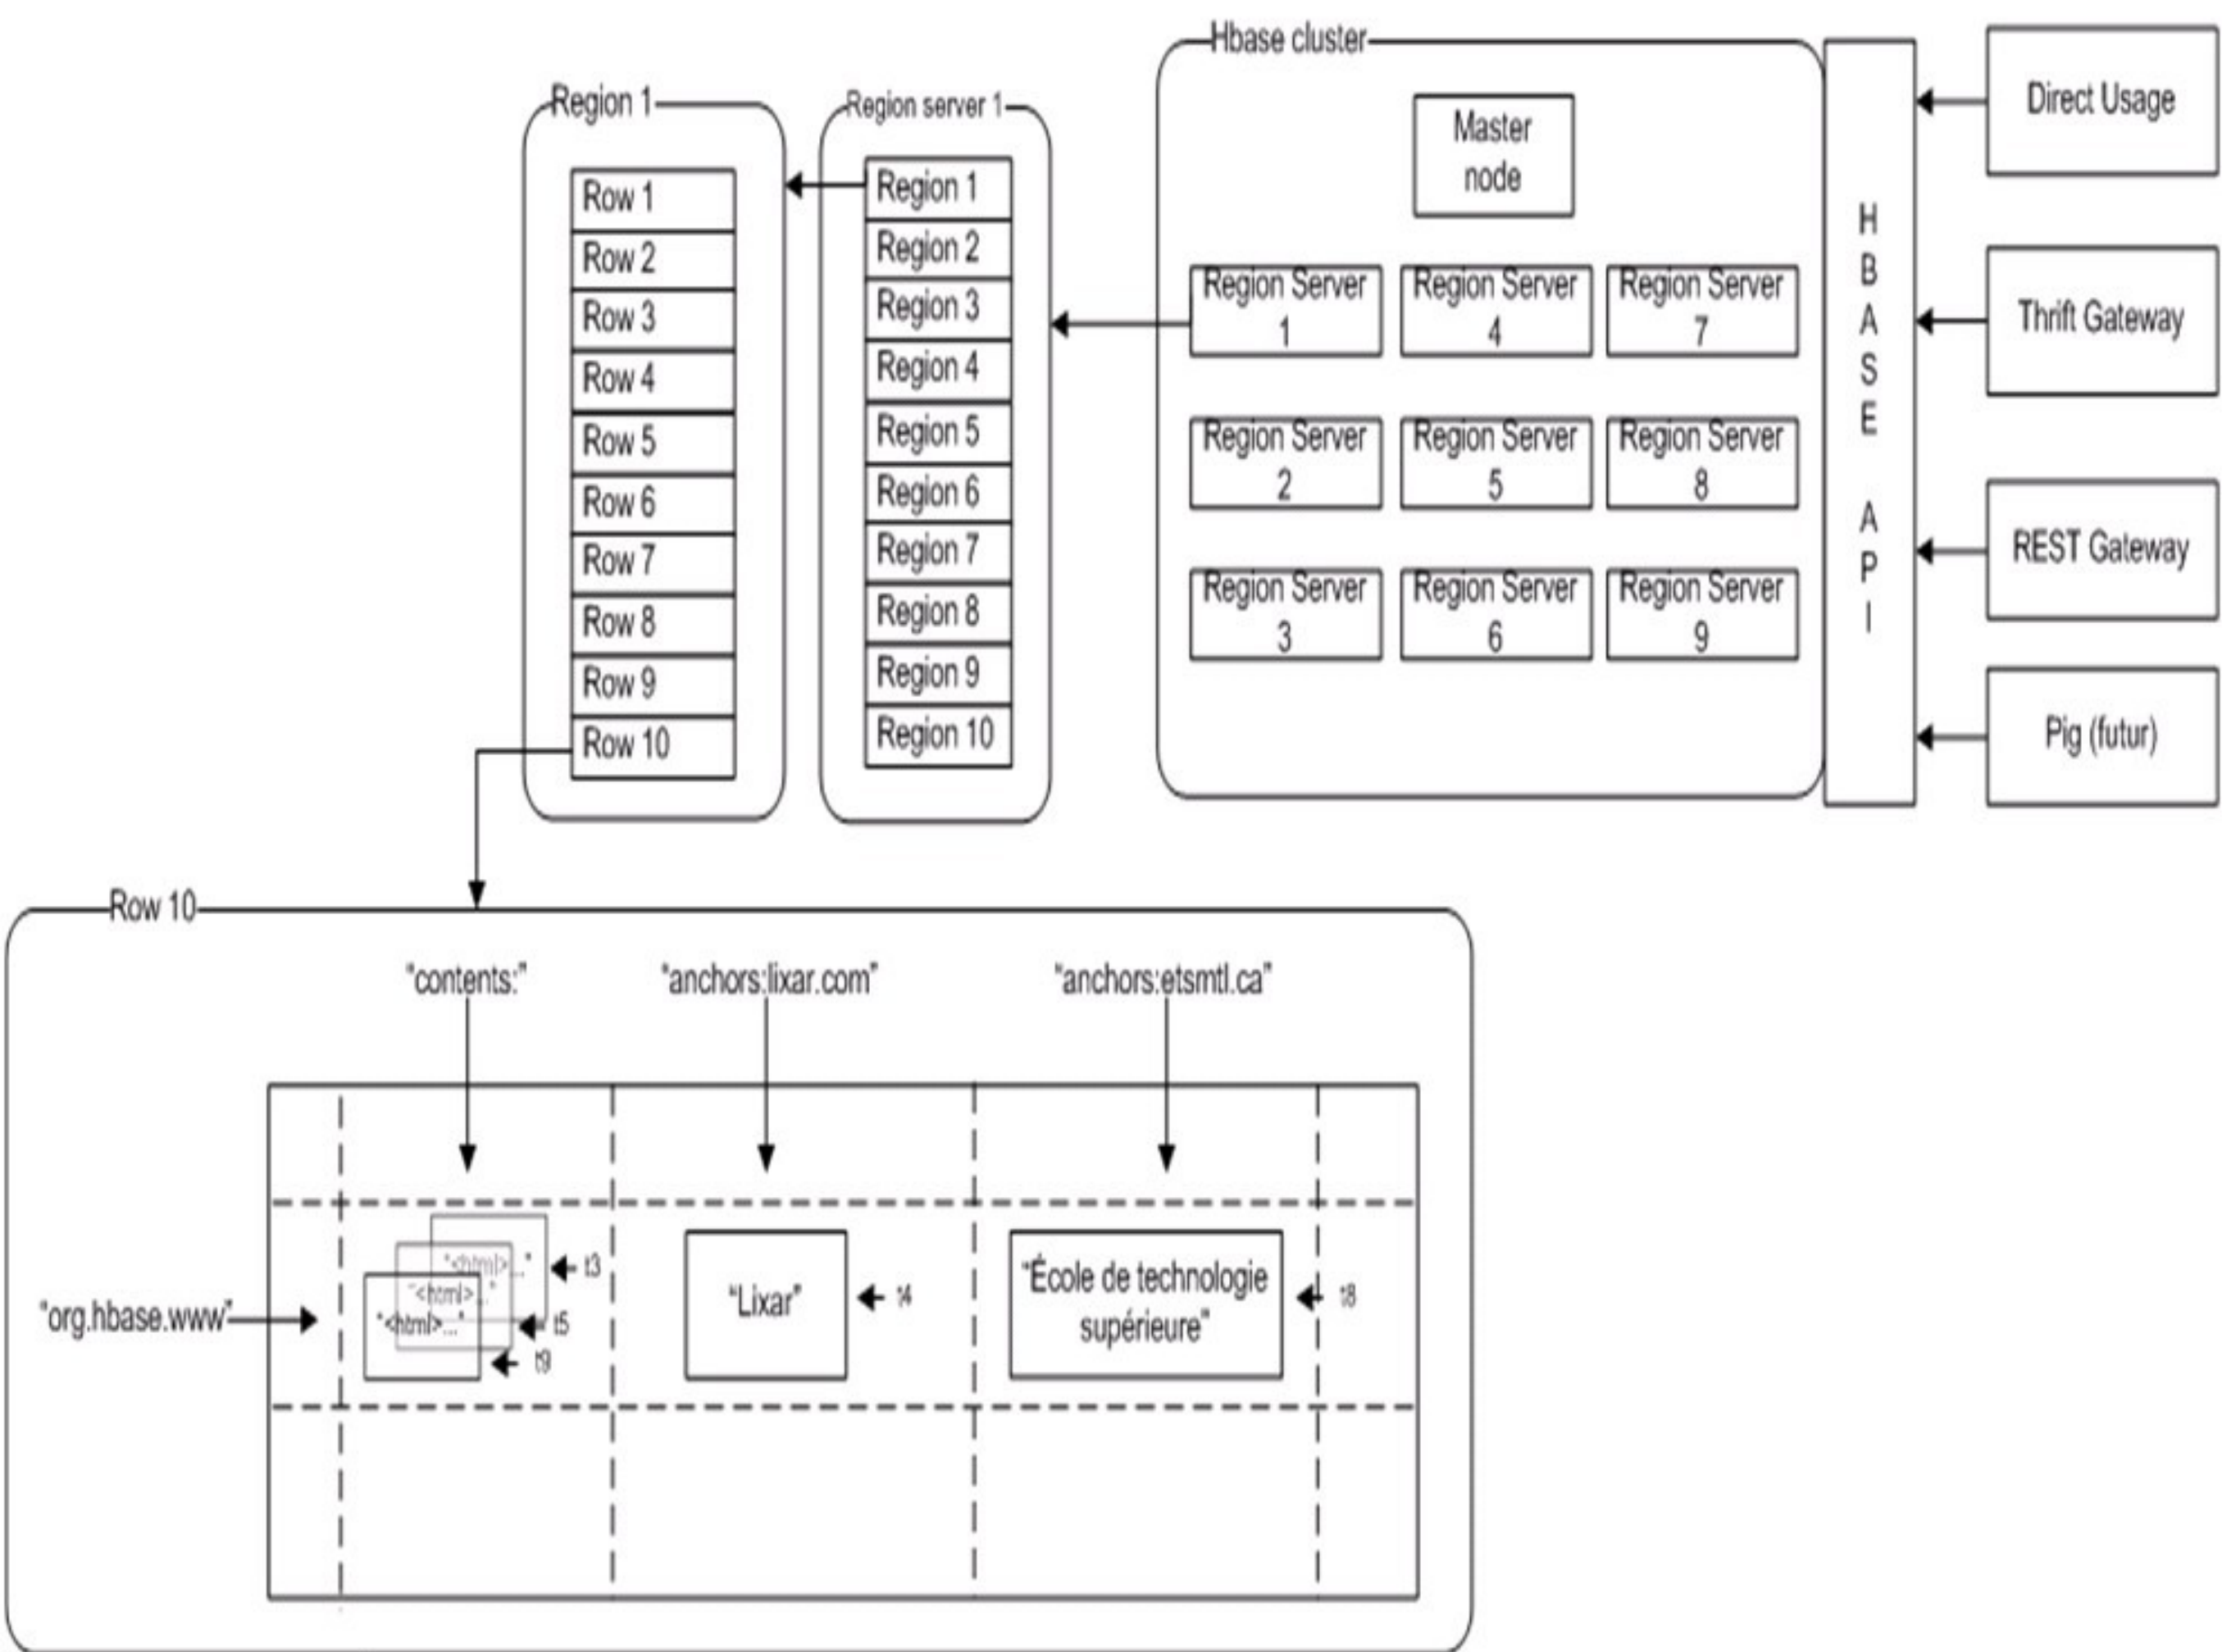 Hbase cluster
Master
node
Region Server
1
Region Server
4
Region Server
7
Region Server
2
Region Server
5
Region Server
8
Region Server
3
Region Server
6
Region Server
9
HBASE API
Direct Usage
Thrift Gateway
REST Gateway
Pig (futur)
Region server 1
Region 1
Region 2
Region 3
Region 4
Region 5
Region 6
Region 7
Region 8
Region 9
Region 10
Region 1
Row 1
Row 2
Row 3
Row 4
Row 5
Row 6
Row 7
Row 8
Row 9
Row 10
Row 10
"contents:"
"anchors:lixar.com"
"anchors:etsmtl.ca"
"org.hbase.www"
"<html>..."
t3
"<html>..."
t5
"<html>..."
t9
"Lixar"
t4
"École de technologie
supérieure"
t8